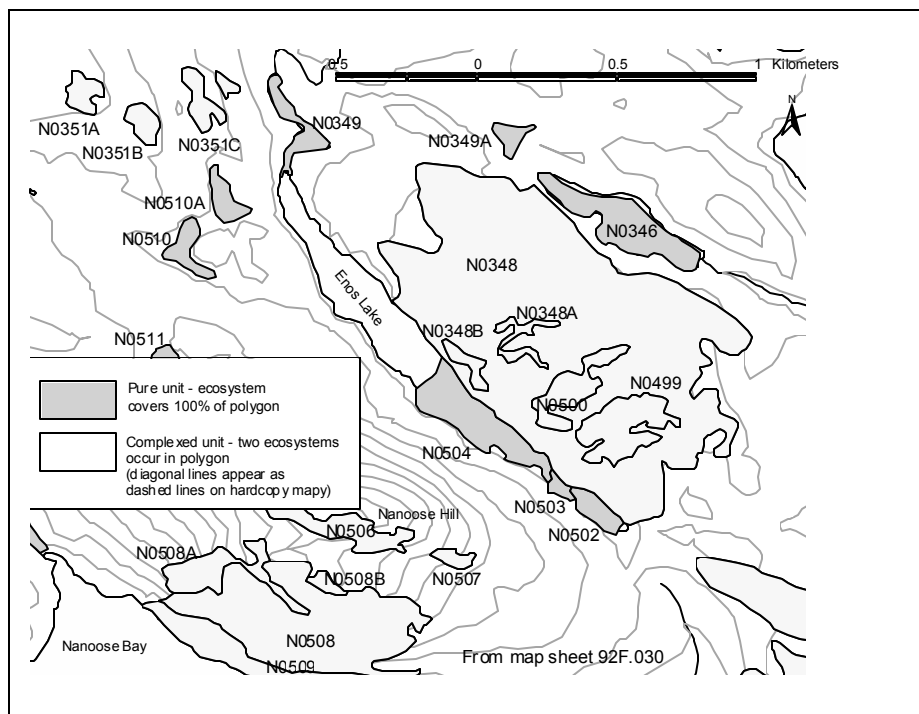 0.5 0 0.5 1 Kilometers
N
N0351A
N0351B
N0351C
N0349
N0349A
N0510A
N0510
N0346
N0348
Enos Lake
N0348A
N0348B
N0511
N0499
N0500
Pure unit - ecosystem
covers 100% of polygon
Complexed unit - two ecosystems
occur in polygon
(diagonal lines appear as
dashed lines on hardcopy mapy)
N0504
N0503
N0502
Nanoose Hill
N0506
N0508A
N0508B
N0507
N0508
Nanoose Bay
N0509
From map sheet 92F.030